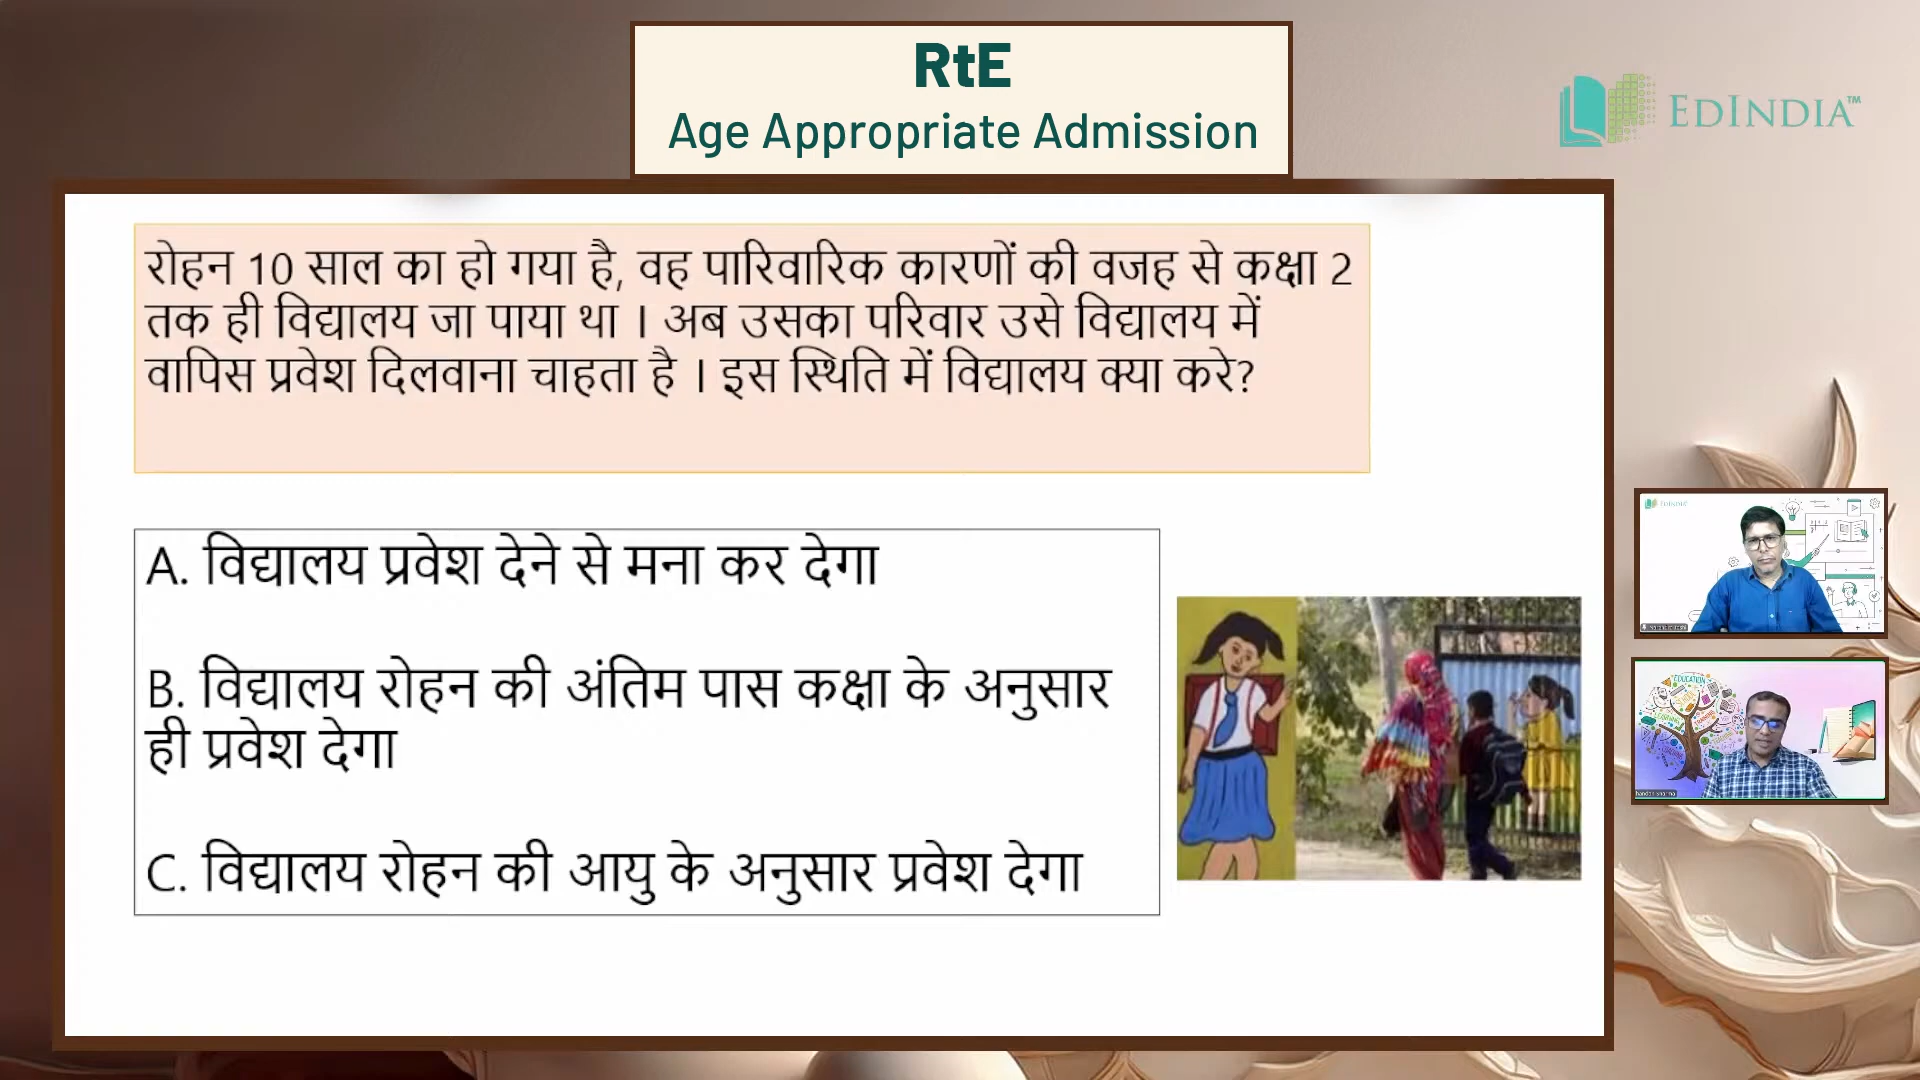 RtE
Age Appropriate Admission
EDINDIA™
रोहन 10 साल का हो गया है, वह पारिवारिक कारणों की वजह से कक्षा 2
तक ही विद्यालय जा पाया था । अब उसका परिवार उसे विद्यालय में
वापिस प्रवेश दिलवाना चाहता है । इस स्थिति में विद्यालय क्या करे?
A. विद्यालय प्रवेश देने से मना कर देगा
B. विद्यालय रोहन की अंतिम पास कक्षा के अनुसार
ही प्रवेश देगा
C. विद्यालय रोहन की आयु के अनुसार प्रवेश देगा
EDINDIA
EDUCATION